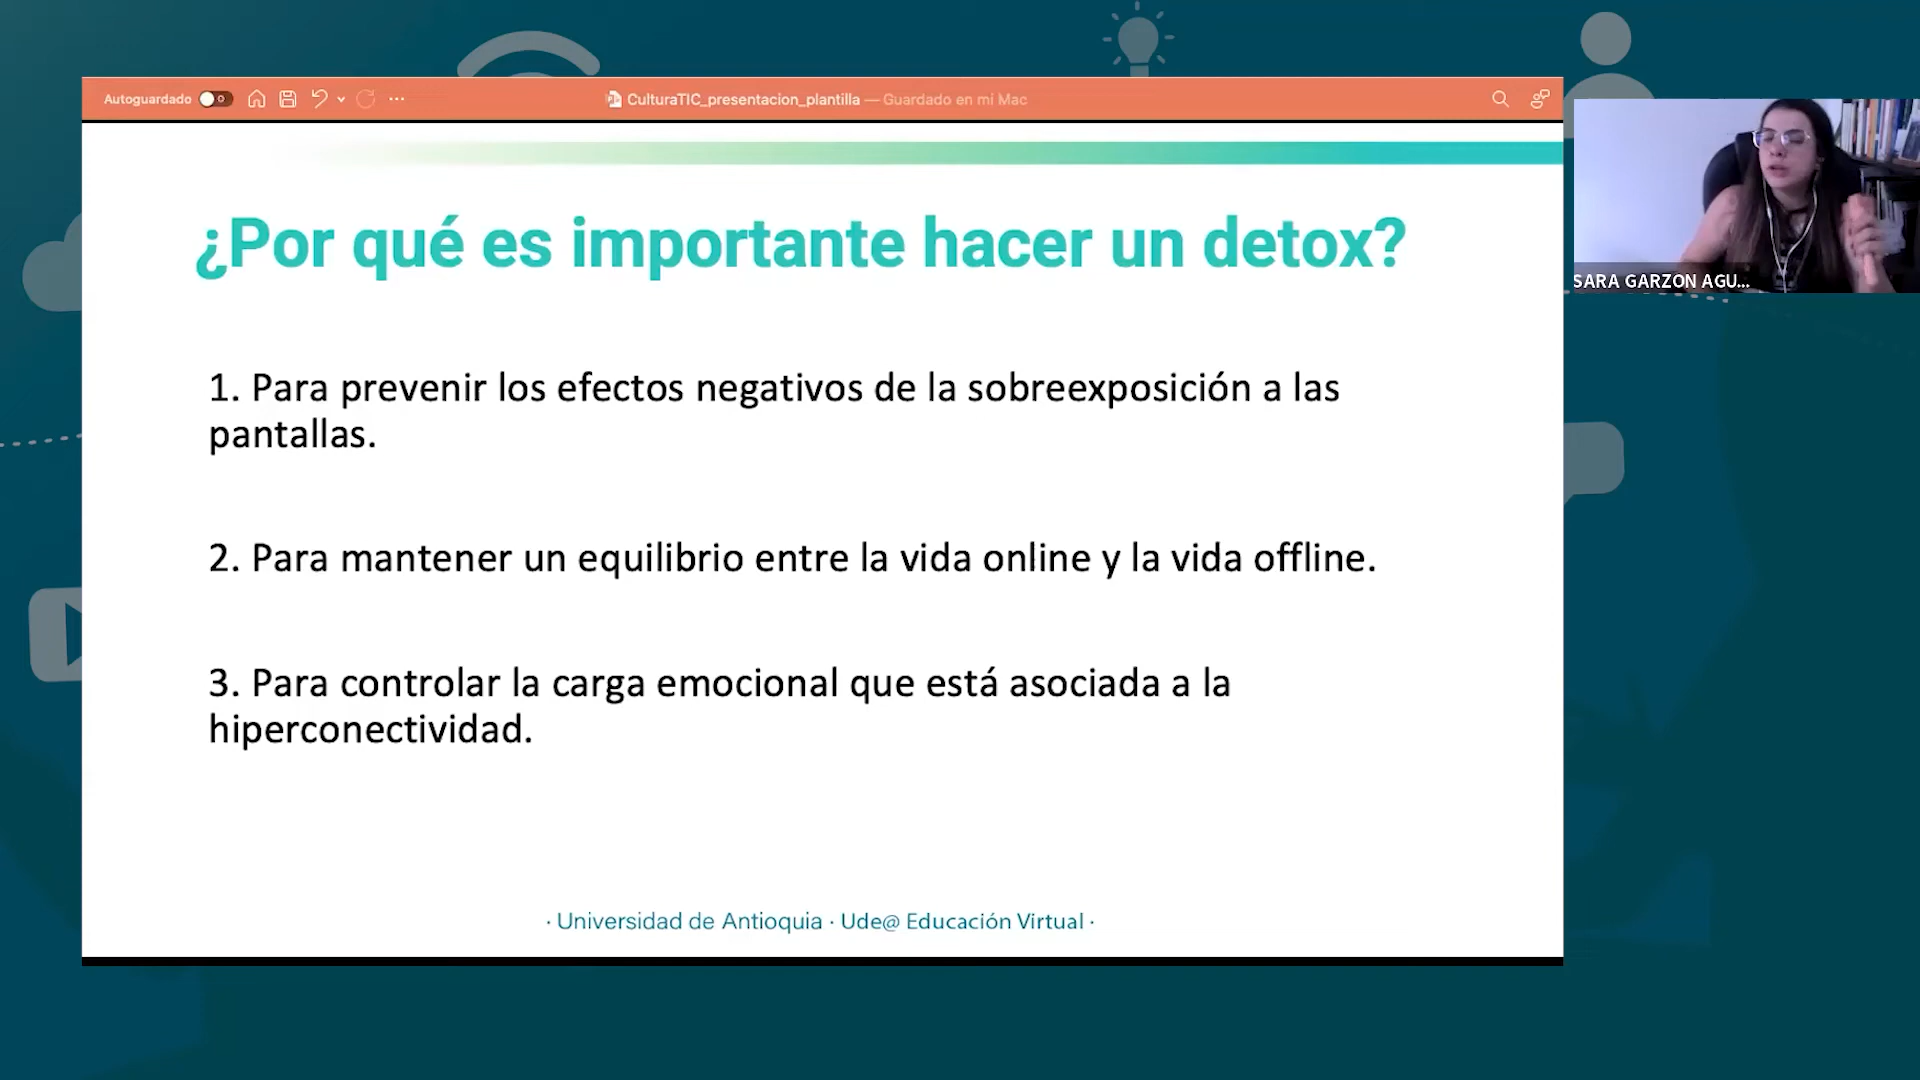 Autoguardado
CulturaTIC_presentacion_plantilla — Guardado en mi Mac
¿Por qué es importante hacer un detox?
SARA GARZON AGU...
1. Para prevenir los efectos negativos de la sobreexposición a las
pantallas.
2. Para mantener un equilibrio entre la vida online y la vida offline.
3. Para controlar la carga emocional que está asociada a la
hiperconectividad.
· Universidad de Antioquia · Ude@ Educación Virtual ·